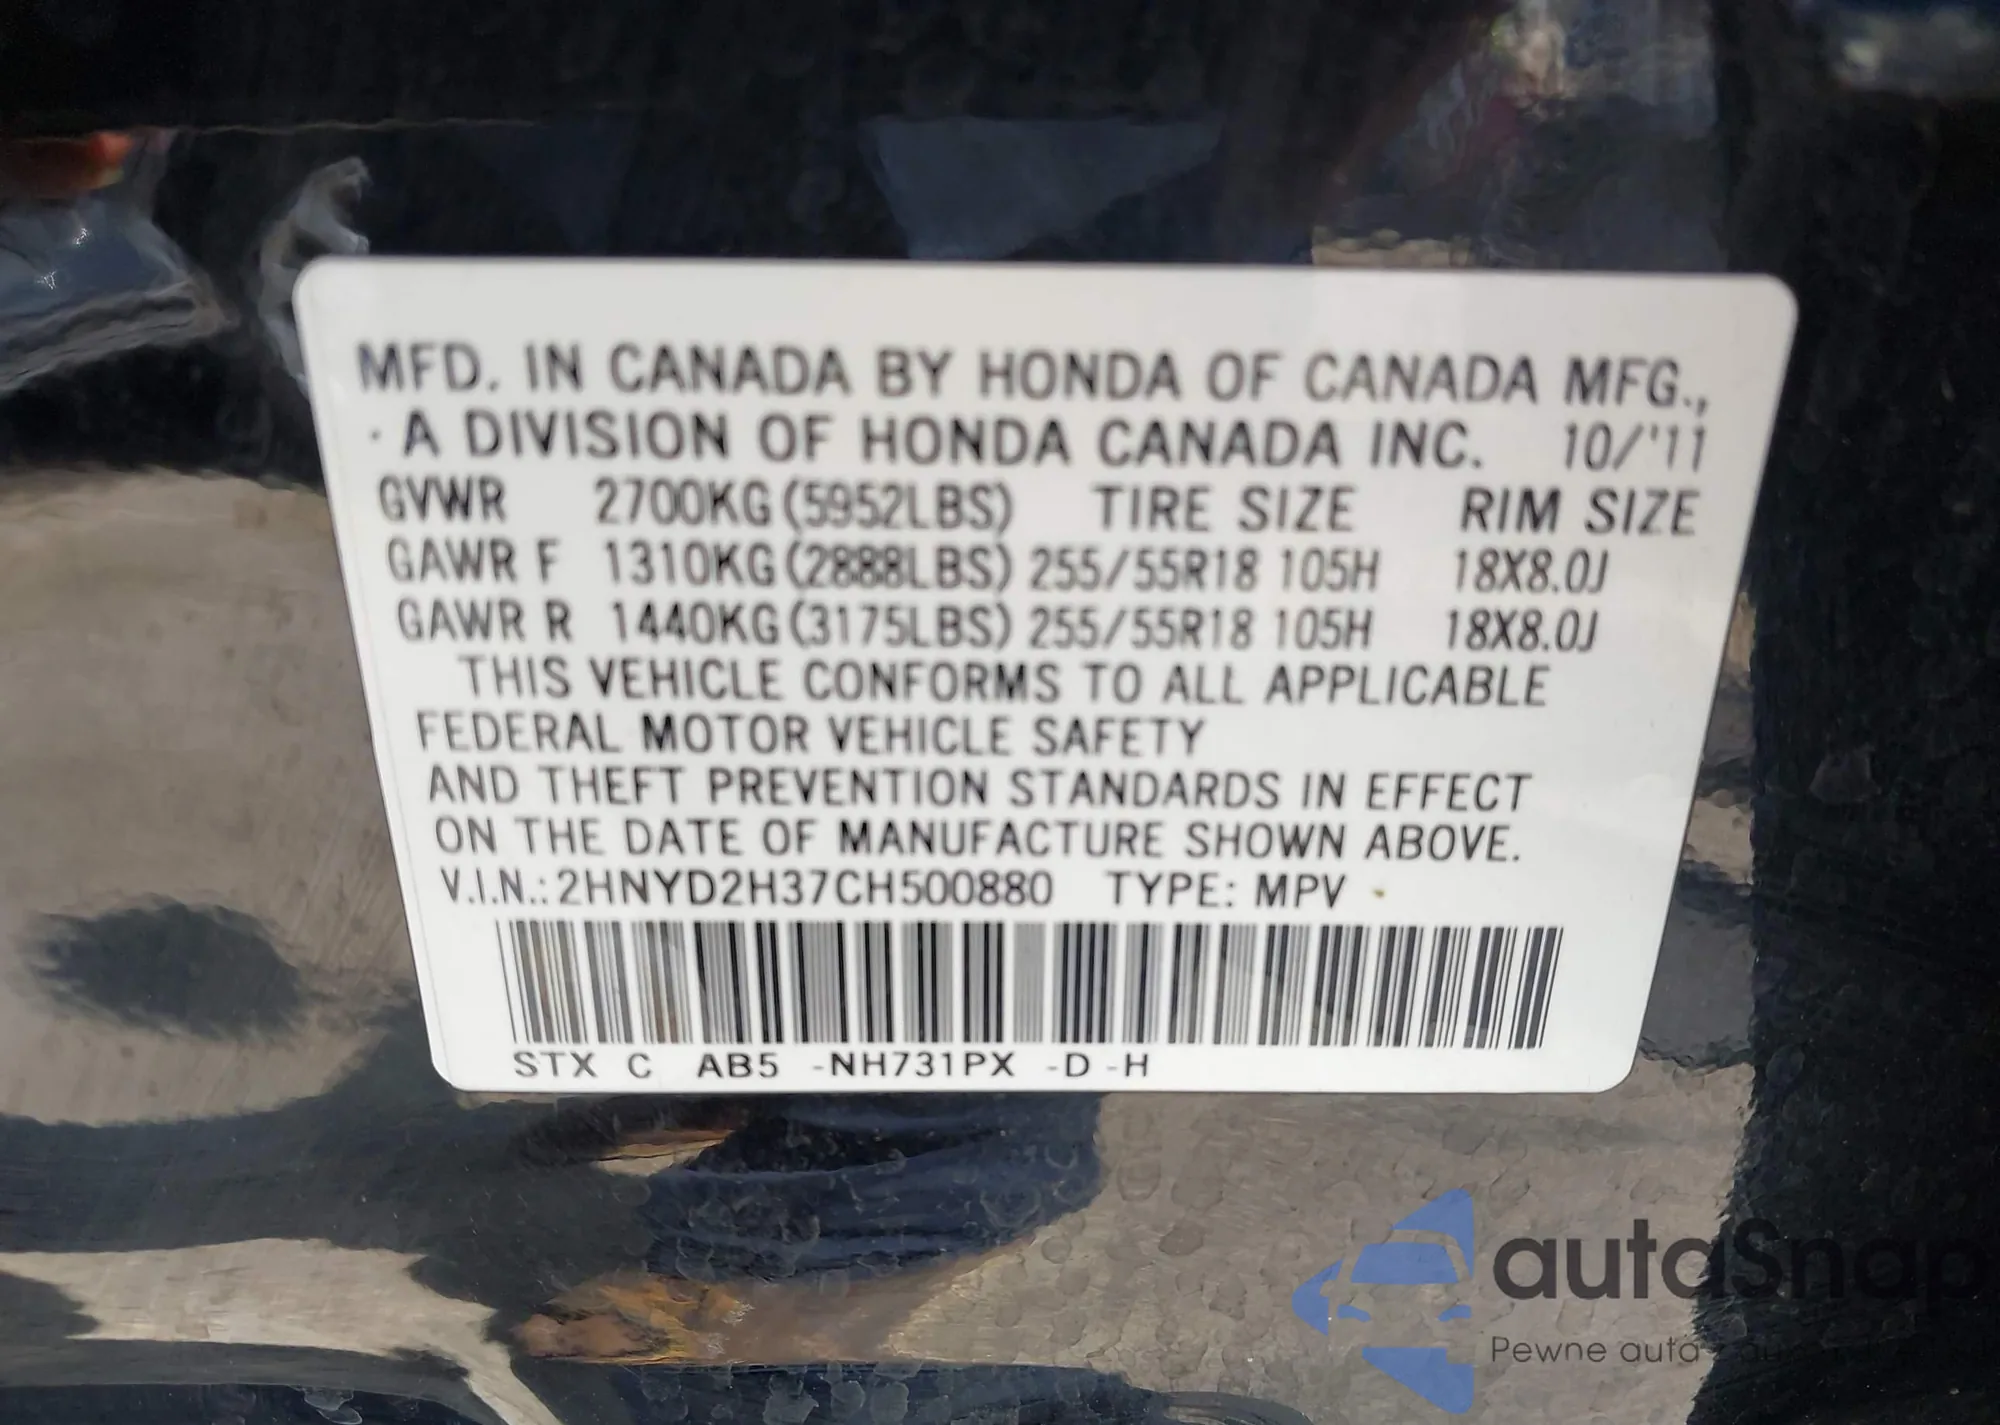 MFD. IN CANADA BY HONDA OF CANADA MFG.,
A DIVISION OF HONDA CANADA INC. 10/'11
GVWR 2700KG (5952LBS) TIRE SIZE RIM SIZE
GAWR F 1310KG (2888LBS) 255/55R18 105H 18X8.0J
GAWR R 1440KG (3175LBS) 255/55R18 105H 18X8.0J
THIS VEHICLE CONFORMS TO ALL APPLICABLE
FEDERAL MOTOR VEHICLE SAFETY
AND THEFT PREVENTION STANDARDS IN EFFECT
ON THE DATE OF MANUFACTURE SHOWN ABOVE.
V.I.N.: 2HNYD2H37CH500880 TYPE: MPV
STX C AB5 -NH731PX -D -H
autaSnap
Pewne auta